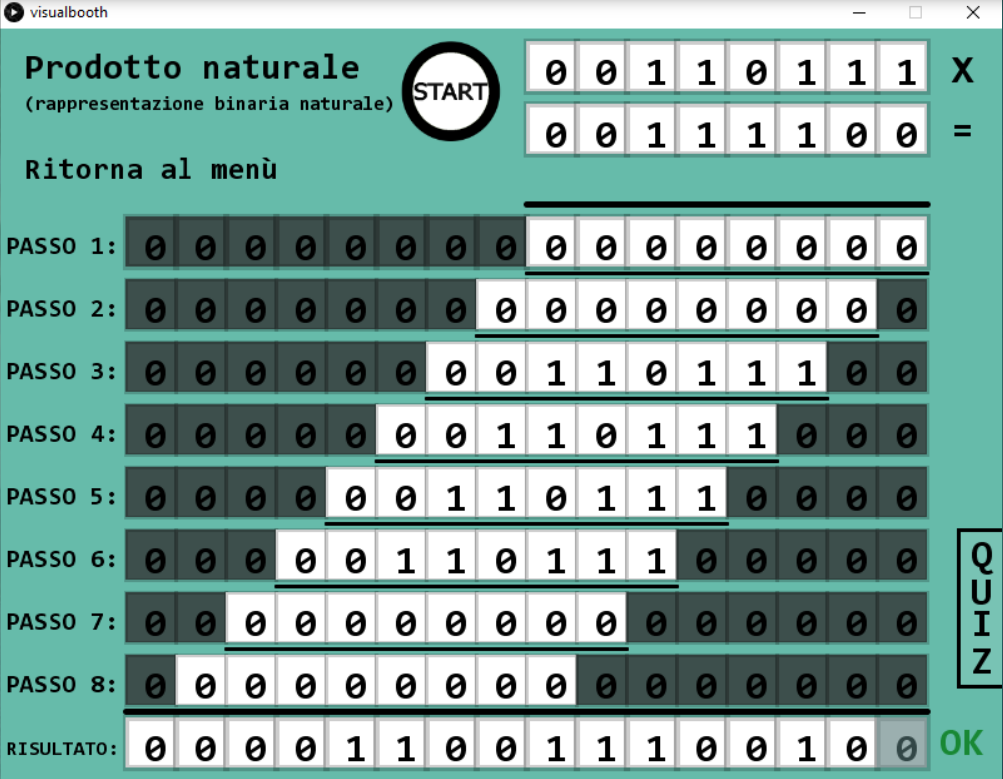 visualbooth
Prodotto naturale
(rappresentazione binaria naturale)
START
0 0 1 1 0 1 1 1 X
0 0 1 1 1 1 0 0 =
Ritorna al menù
PASSO 1: 0 0 0 0 0 0 0 0 0 0 0 0 0 0 0 0
PASSO 2: 0 0 0 0 0 0 0 0 0 0 0 0 0 0 0 0
PASSO 3: 0 0 0 0 0 0 0 0 1 1 0 1 1 1 0 0
PASSO 4: 0 0 0 0 0 0 0 1 1 0 1 1 1 0 0 0
PASSO 5: 0 0 0 0 0 0 1 1 0 1 1 1 0 0 0 0
PASSO 6: 0 0 0 0 0 1 1 0 1 1 1 0 0 0 0 0
PASSO 7: 0 0 0 0 0 0 0 0 0 0 0 0 0 0 0 0
PASSO 8: 0 0 0 0 0 0 0 0 0 0 0 0 0 0 0 0
RISULTATO: 0 0 0 0 1 1 0 0 1 1 1 0 0 1 0 0 OK
QUIZ